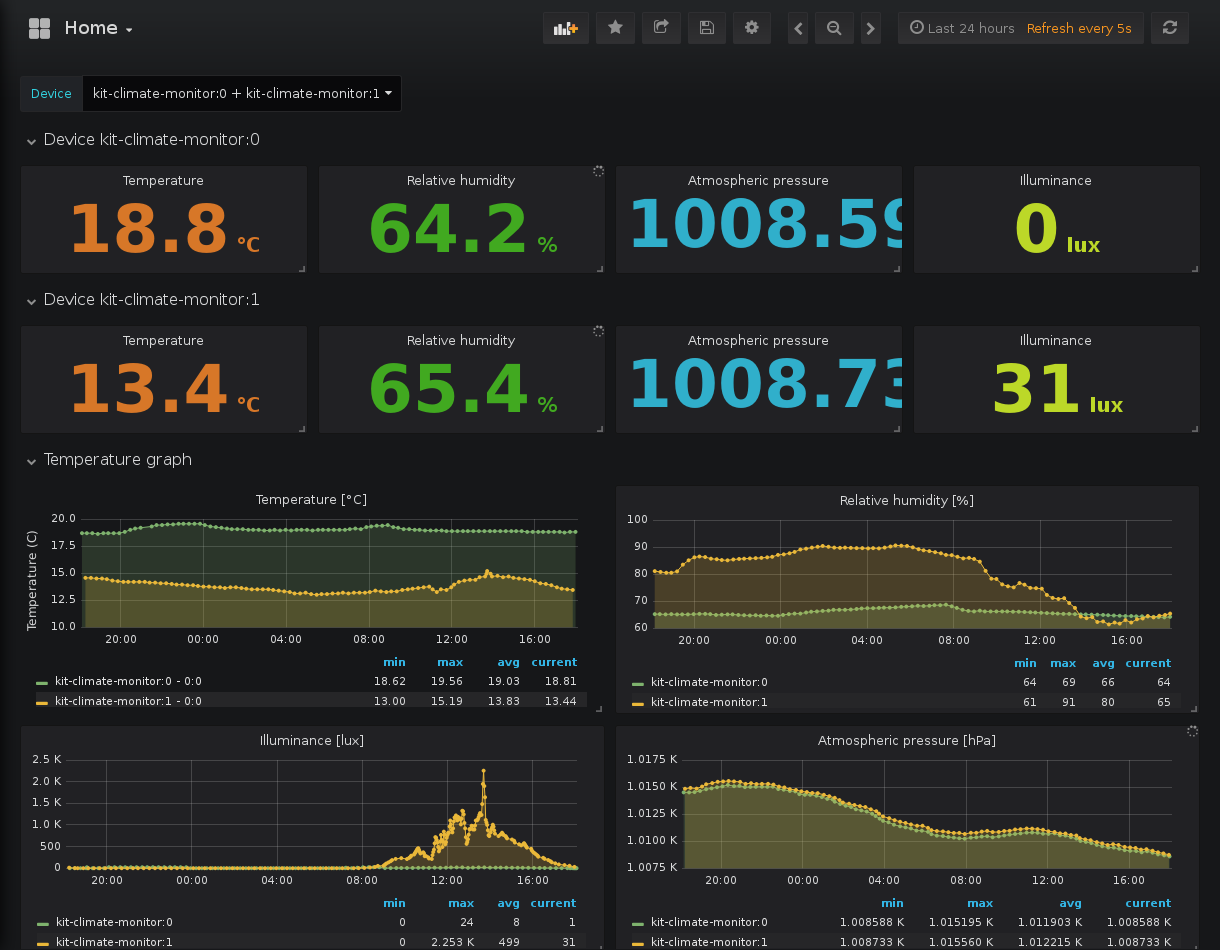 Home
Last 24 hours Refresh every 5s
Device kit-climate-monitor:0 + kit-climate-monitor:1
Device kit-climate-monitor:0
Temperature
18.8 °C
Relative humidity
64.2 %
Atmospheric pressure
1008.59
Illuminance
0 lux
Device kit-climate-monitor:1
Temperature
13.4 °C
Relative humidity
65.4 %
Atmospheric pressure
1008.73
Illuminance
31 lux
Temperature graph
Temperature [°C]
Temperature (C)
20.0
17.5
15.0
12.5
10.0
20:00 00:00 04:00 08:00 12:00 16:00
min max avg current
kit-climate-monitor:0 - 0:0 18.62 19.56 19.03 18.81
kit-climate-monitor:1 - 0:0 13.00 15.19 13.83 13.44
Relative humidity [%]
100
90
80
70
60
20:00 00:00 04:00 08:00 12:00 16:00
min max avg current
kit-climate-monitor:0 64 69 66 64
kit-climate-monitor:1 61 91 80 65
Illuminance [lux]
2.5 K
2.0 K
1.5 K
1.0 K
500
0
20:00 00:00 04:00 08:00 12:00 16:00
min max avg current
kit-climate-monitor:0 0 24 8 1
kit-climate-monitor:1 0 2.253 K 499 31
Atmospheric pressure [hPa]
1.0175 K
1.0150 K
1.0125 K
1.0100 K
1.0075 K
20:00 00:00 04:00 08:00 12:00 16:00
min max avg current
kit-climate-monitor:0 1.008588 K 1.015195 K 1.011903 K 1.008588 K
kit-climate-monitor:1 1.008733 K 1.015560 K 1.012215 K 1.008733 K